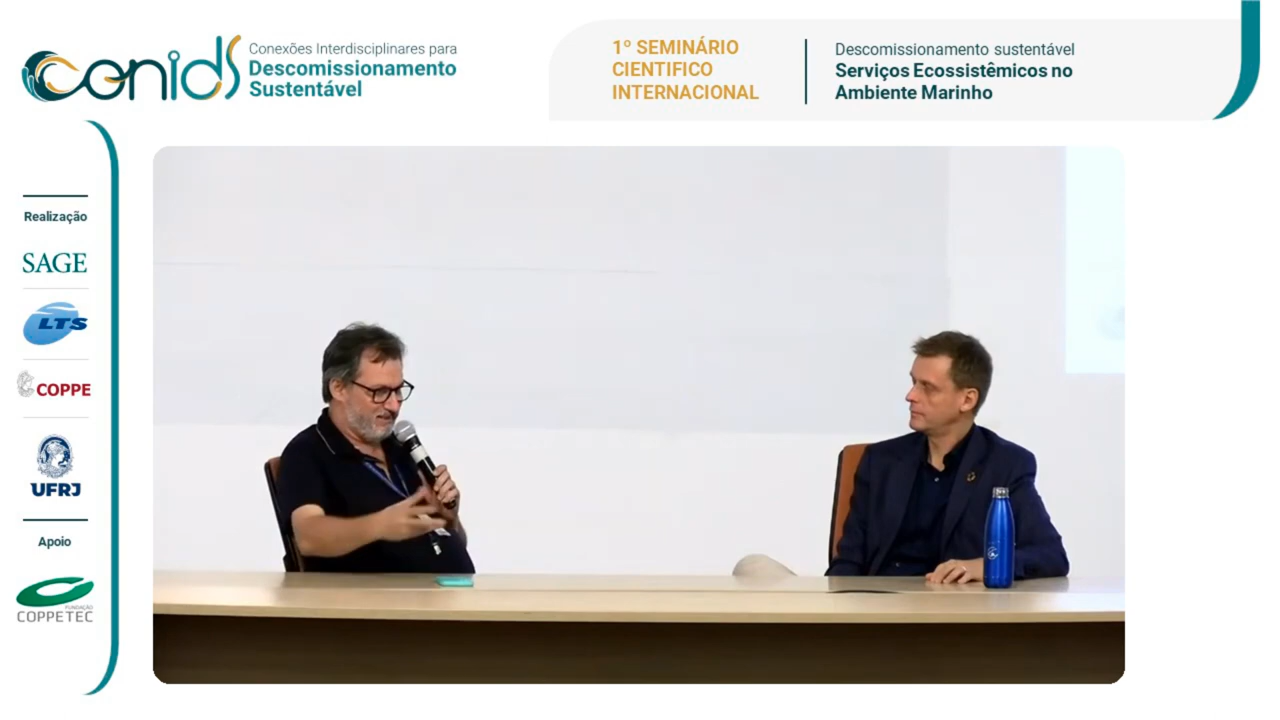 conids
Conexões Interdisciplinares para
Descomissionamento
Sustentável
1º SEMINÁRIO
CIENTIFICO
INTERNACIONAL
Descomissionamento sustentável
Serviços Ecossistêmicos no
Ambiente Marinho
Realização
SAGE
LTS
COPPE
UFRJ
Apoio
FUNDAÇÃO
COPPETEC